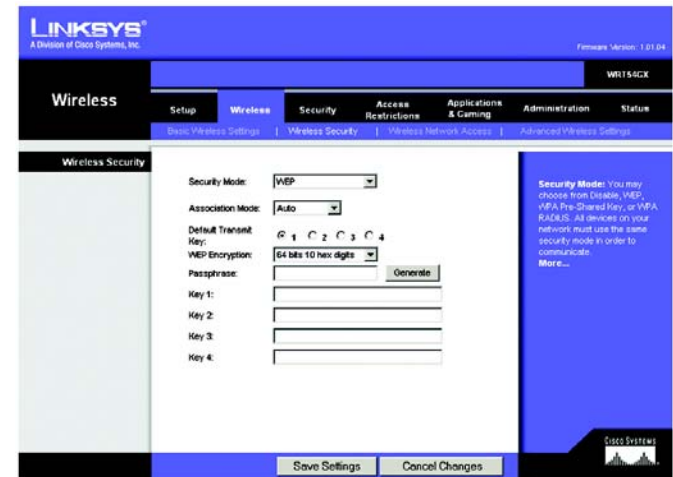 LINKSYS®
A Division of Cisco Systems, Inc.
Firmware Version: 1.01.04
WRT54GX
Wireless
Setup Wireless Security Access Restrictions Applications & Gaming Administration Status
Basic Wireless Settings | Wireless Security | Wireless Network Access | Advanced Wireless Settings
Wireless Security
Security Mode: WEP
Association Mode: Auto
Default Transmit Key: 1 2 3 4
WEP Encryption: 64 bits 10 hex digits
Passphrase: Generate
Key 1:
Key 2:
Key 3:
Key 4:
Security Mode: You may
choose from Disable, WEP,
WPA Pre-Shared Key, or WPA
RADIUS. All devices on your
network must use the same
security mode in order to
communicate.
More...
CISCO SYSTEMS
Save Settings Cancel Changes